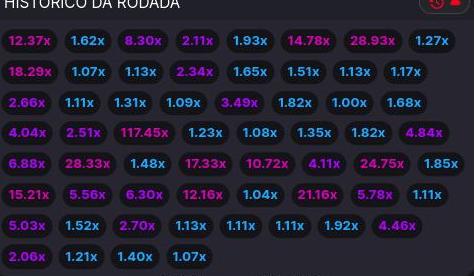 HISTÓRICO DA RODADA
12.37x 1.62x 8.30x 2.11x 1.93x 14.78x 28.93x 1.27x
18.29x 1.07x 1.13x 2.34x 1.65x 1.51x 1.13x 1.17x
2.66x 1.11x 1.31x 1.09x 3.49x 1.82x 1.00x 1.68x
4.04x 2.51x 117.45x 1.23x 1.08x 1.35x 1.82x 4.84x
6.88x 28.33x 1.48x 17.33x 10.72x 4.11x 24.75x 1.85x
15.21x 5.56x 6.30x 12.16x 1.04x 21.16x 5.78x 1.11x
5.03x 1.52x 2.70x 1.13x 1.11x 1.11x 1.92x 4.46x
2.06x 1.21x 1.40x 1.07x